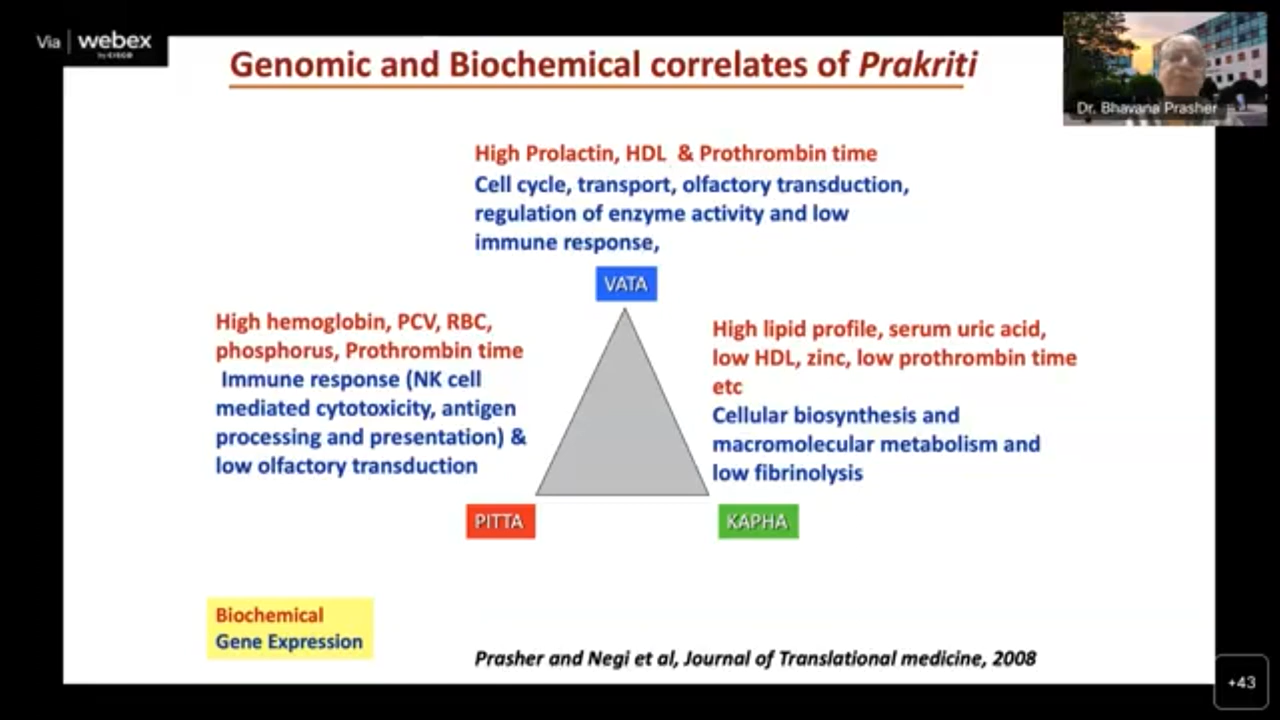 Via webex
by CISCO
Genomic and Biochemical correlates of Prakriti
Dr. Bhavana Prasher
High Prolactin, HDL & Prothrombin time
Cell cycle, transport, olfactory transduction,
regulation of enzyme activity and low
immune response,
VATA
High hemoglobin, PCV, RBC,
phosphorus, Prothrombin time
Immune response (NK cell
mediated cytotoxicity, antigen
processing and presentation) &
low olfactory transduction
High lipid profile, serum uric acid,
low HDL, zinc, low prothrombin time
etc
Cellular biosynthesis and
macromolecular metabolism and
low fibrinolysis
PITTA
KAPHA
Biochemical
Gene Expression
Prasher and Negi et al, Journal of Translational medicine, 2008
+43